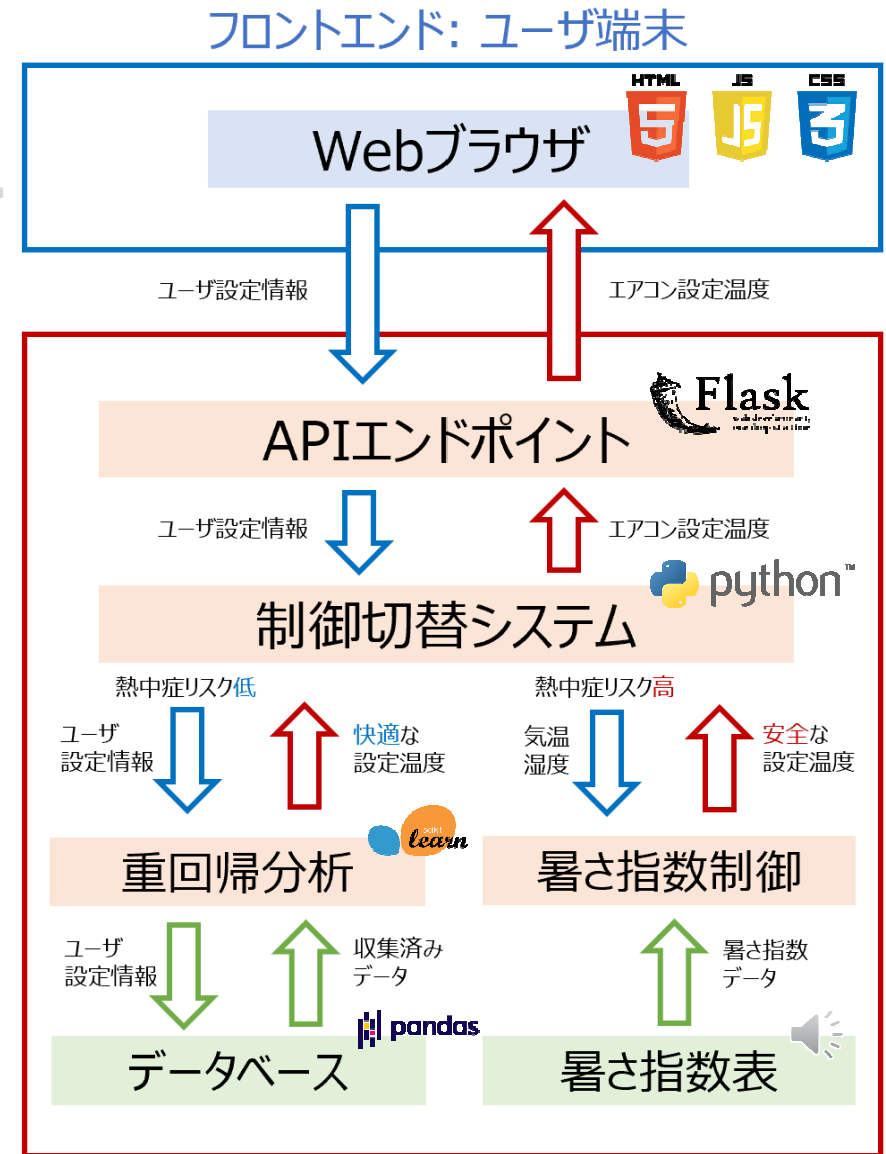 フロントエンド: ユーザ端末
HTML
JS
CSS
5
JS
3
Webブラウザ
ユーザ設定情報
エアコン設定温度
Flask
APIエンドポイント
ユーザ設定情報
エアコン設定温度
python™
制御切替システム
熱中症リスク低
熱中症リスク高
ユーザ
設定情報
快適な
設定温度
気温
湿度
安全な
設定温度
scikit
learn
重回帰分析
暑さ指数制御
ユーザ
設定情報
収集済み
データ
暑さ指数
データ
pandas
データベース
暑さ指数表